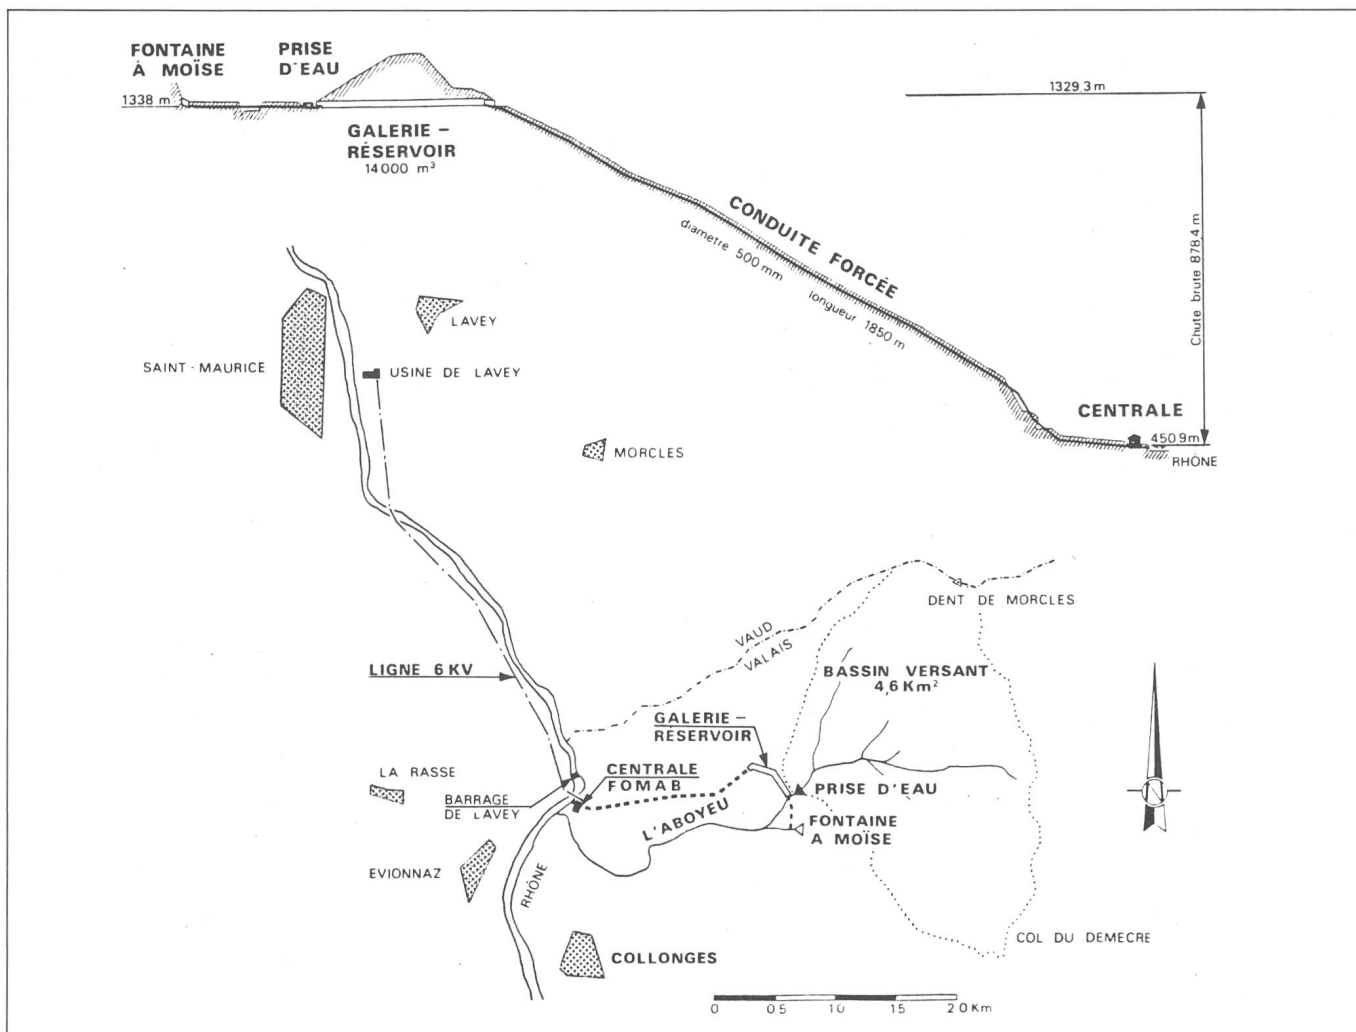 FONTAINE
À MOÏSE
PRISE
D'EAU
1338 m
1329.3 m
GALERIE –
RÉSERVOIR
14000 m³
CONDUITE FORCÉE
diametre 500 mm
longueur 1850 m
Chute brute 878,4 m
CENTRALE
450.9m
RHÔNE
LAVEY
SAINT-MAURICE
USINE DE LAVEY
MORCLES
DENT DE MORCLES
VAUD
VALAIS
LIGNE 6 KV
BASSIN VERSANT
4,6 Km²
GALERIE –
RÉSERVOIR
LA RASSE
CENTRALE
FOMAB
BARRAGE
DE LAVEY
PRISE D'EAU
L'ABOYEU
FONTAINE
A MOÏSE
EVIONNAZ
RHÔNE
N
COL DU DEMECRE
COLLONGES
0 0.5 1.0 1.5 2.0 Km